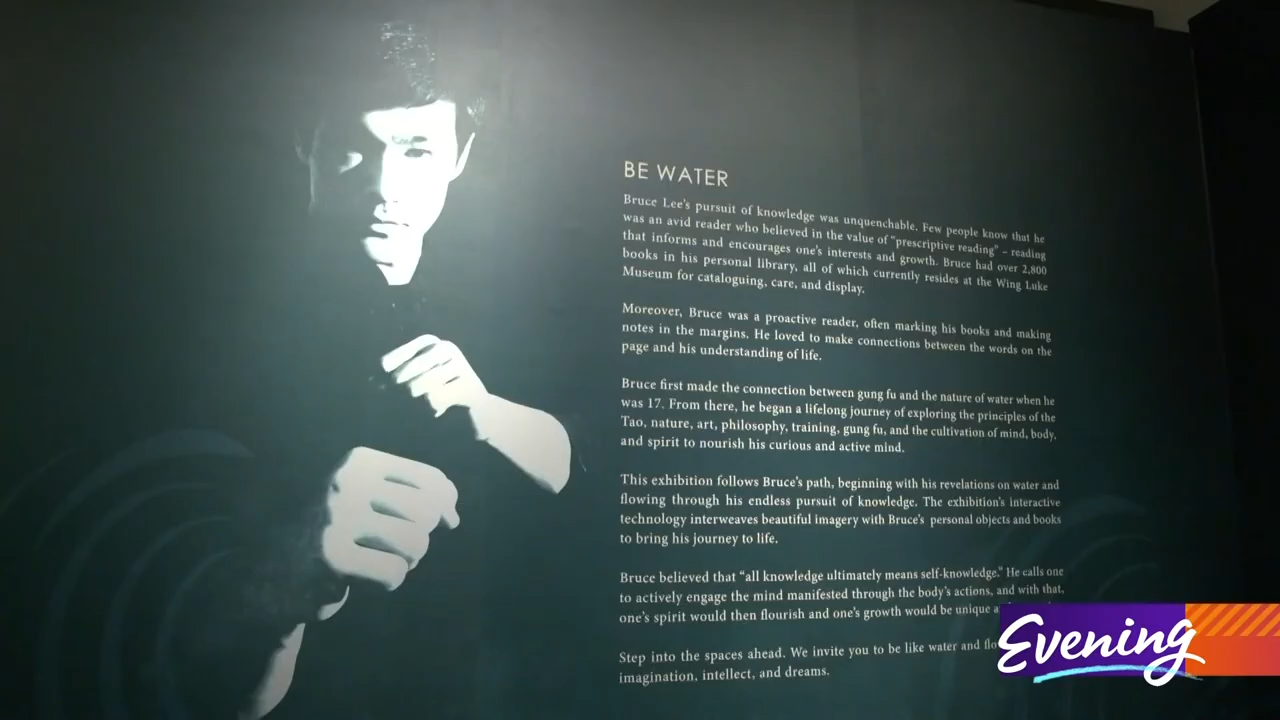 BE WATER
Bruce Lee's pursuit of knowledge was unquenchable. Few people know that he
was an avid reader who believed in the value of "prescriptive reading" – reading
that informs and encourages one's interests and growth. Bruce had over 2,800
books in his personal library, all of which currently resides at the Wing Luke
Museum for cataloguing, care, and display.
Moreover, Bruce was a proactive reader, often marking his books and making
notes in the margins. He loved to make connections between the words on the
page and his understanding of life.
Bruce first made the connection between gung fu and the nature of water when he
was 17. From there, he began a lifelong journey of exploring the principles of the
Tao, nature, art, philosophy, training, gung fu, and the cultivation of mind, body,
and spirit to nourish his curious and active mind.
This exhibition follows Bruce's path, beginning with his revelations on water and
flowing through his endless pursuit of knowledge. The exhibition's interactive
technology interweaves beautiful imagery with Bruce's personal objects and books
to bring his journey to life.
Bruce believed that "all knowledge ultimately means self-knowledge." He calls one
to actively engage the mind manifested through the body's actions, and with that,
one's spirit would then flourish and one's growth would be unique
Step into the spaces ahead. We invite you to be like water and
imagination, intellect, and dreams.
Evening